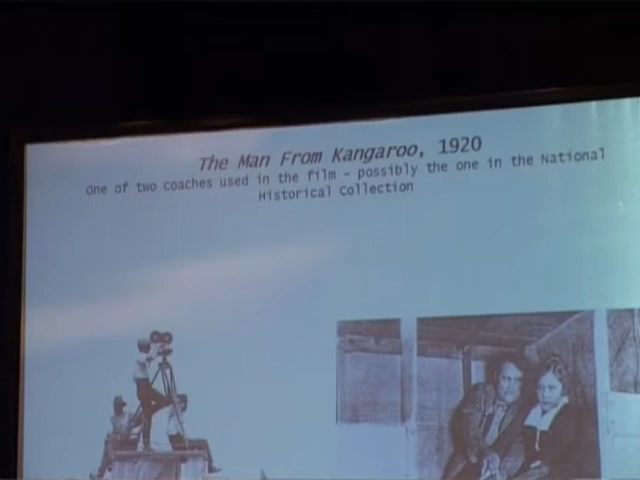 The Man From Kangaroo, 1920
One of two coaches used in the film - possibly the one in the National
Historical Collection